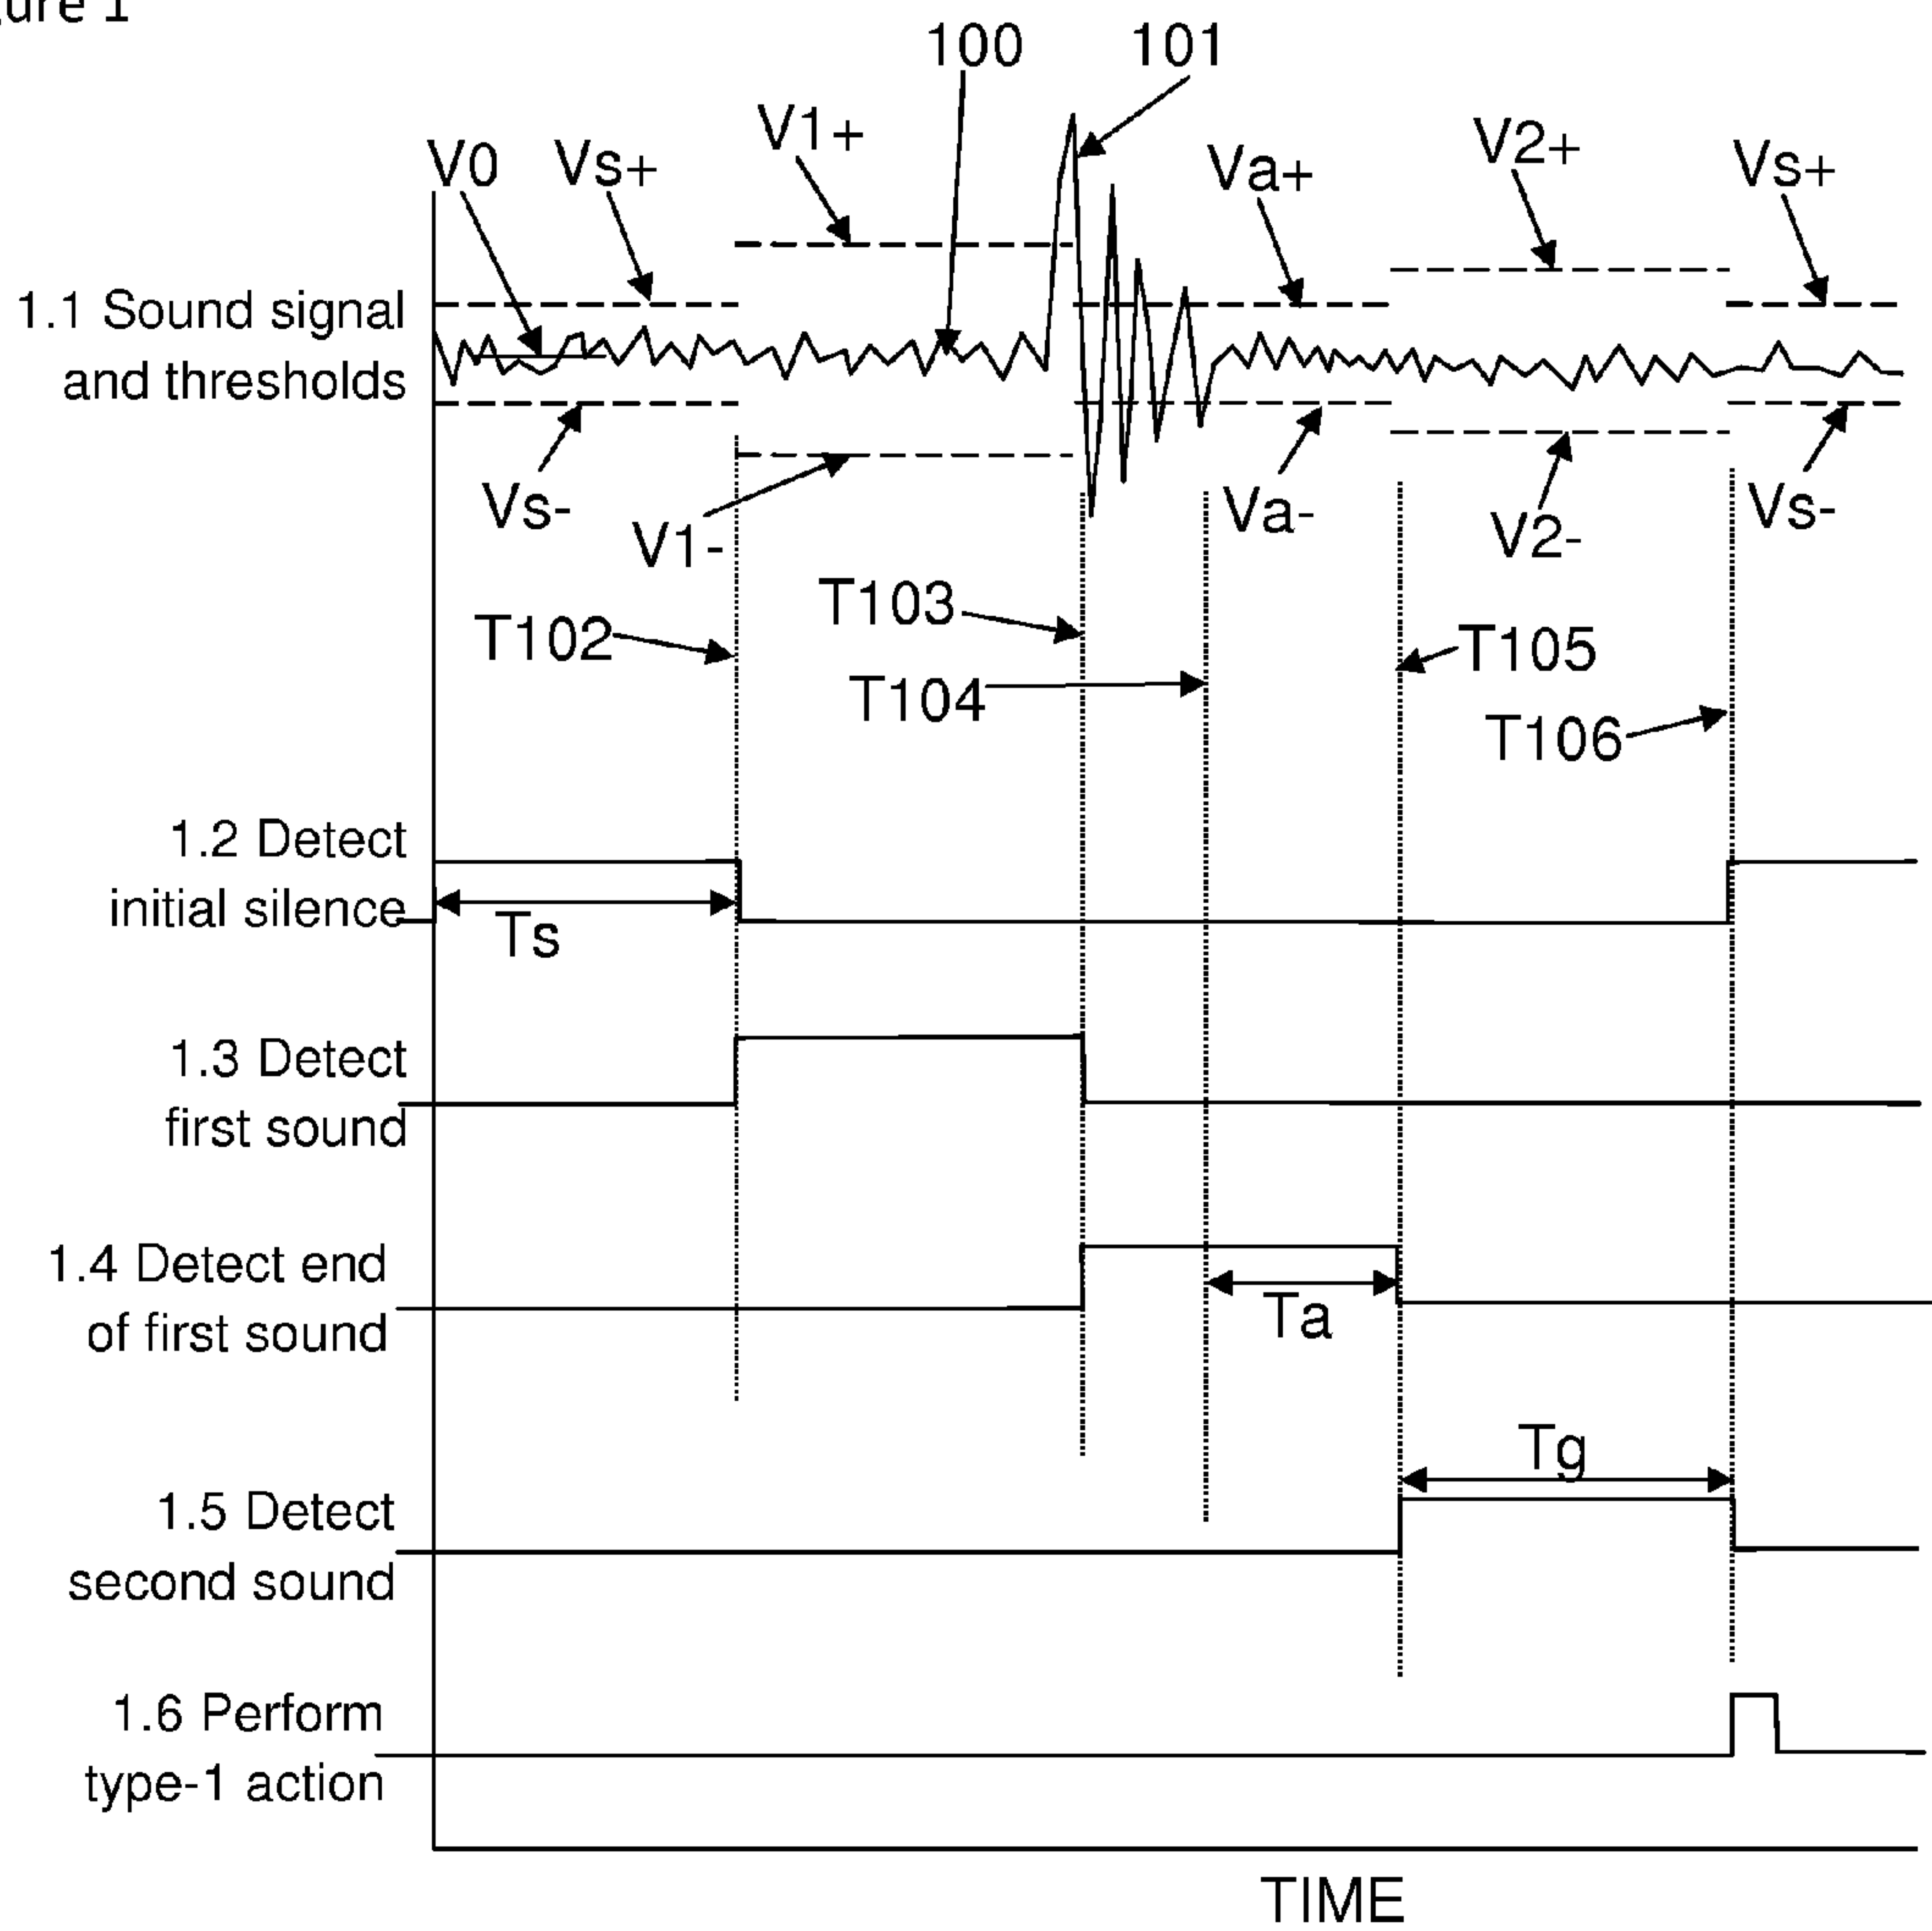 100 101
V1+
V0 Vs+ Va+ V2+ Vs+
1.1 Sound signal
and thresholds
Vs- V1- Va- V2- Vs-
T103
T102 T105
T104
T106
1.2 Detect
initial silence
Ts
1.3 Detect
first sound
1.4 Detect end
of first sound
Ta
Tg
1.5 Detect
second sound
1.6 Perform
type-1 action
TIME